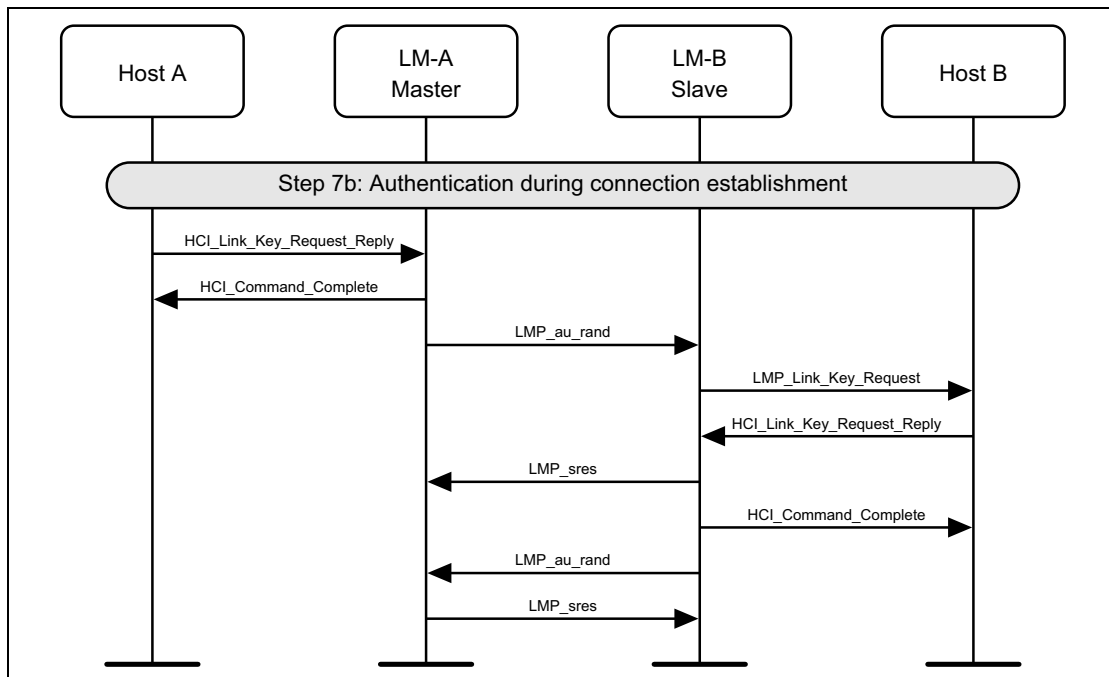 Host A
LM-A
Master
LM-B
Slave
Host B
Step 7b: Authentication during connection establishment
HCI_Link_Key_Request_Reply
HCI_Command_Complete
LMP_au_rand
LMP_Link_Key_Request
HCI_Link_Key_Request_Reply
LMP_sres
HCI_Command_Complete
LMP_au_rand
LMP_sres